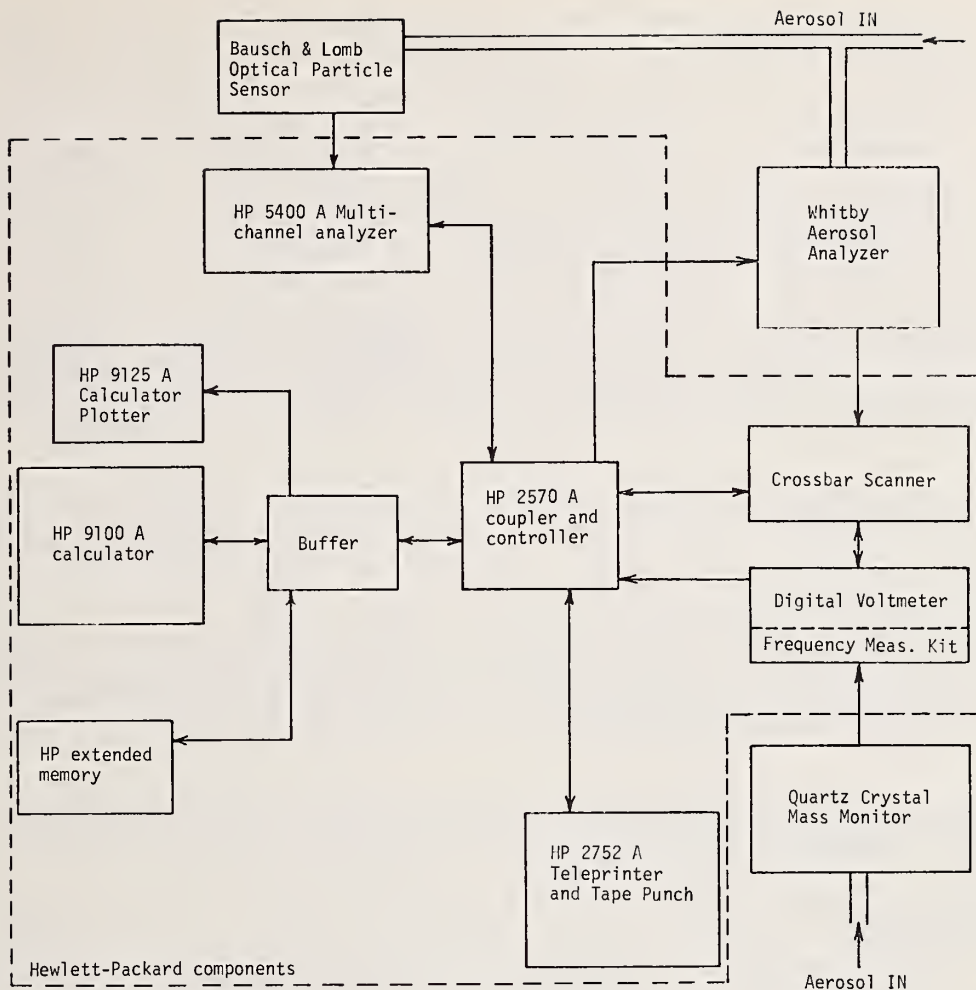 Aerosol IN
Bausch & Lomb
Optical Particle
Sensor
HP 5400 A Multi-
channel analyzer
Whitby
Aerosol
Analyzer
HP 9125 A
Calculator
Plotter
HP 9100 A
calculator
Buffer
HP 2570 A
coupler and
controller
Crossbar Scanner
Digital Voltmeter
Frequency Meas. Kit
HP extended
memory
Quartz Crystal
Mass Monitor
HP 2752 A
Teleprinter
and Tape Punch
Hewlett-Packard components
Aerosol IN